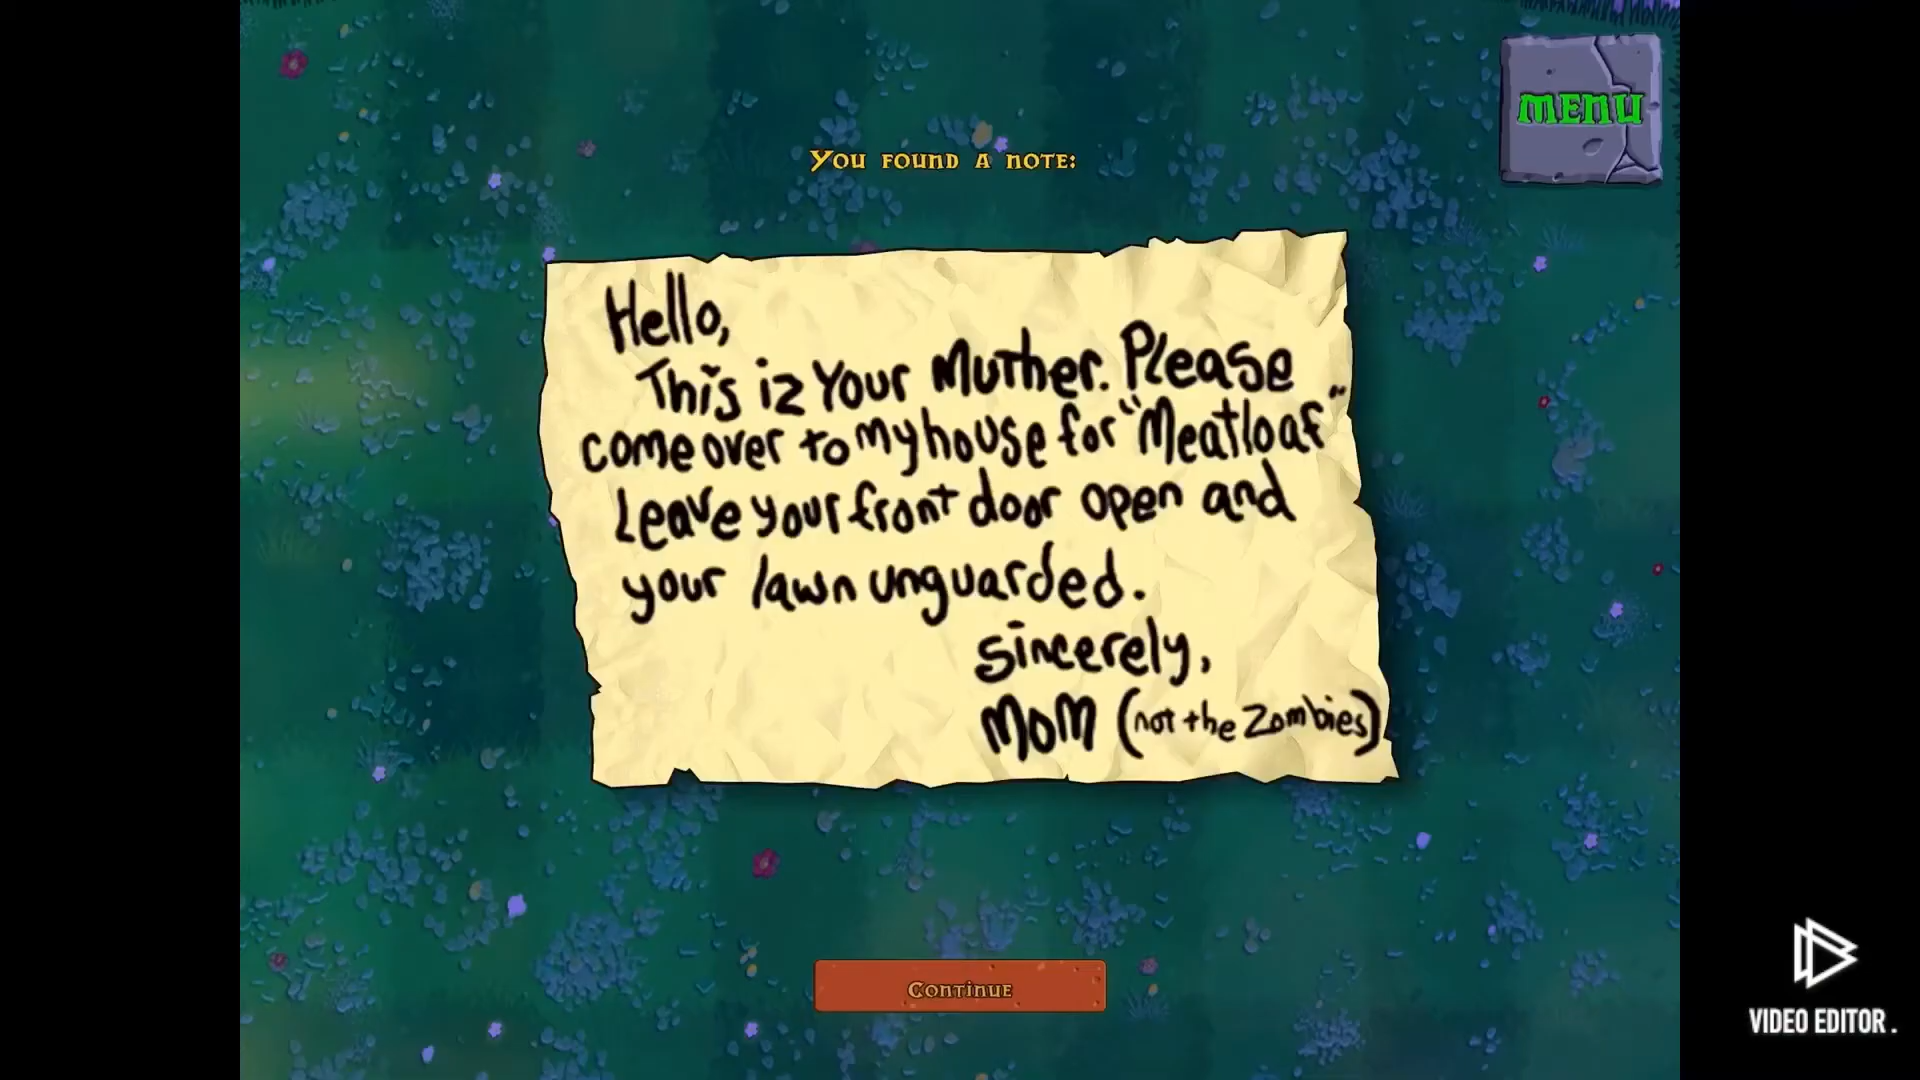 MENU
You found a note:
Hello,
This iz Your Muther. Please
come over to my house for "Meatloaf"
Leave your front door open and
your lawn unguarded.
sincerely,
MOM (not the Zombies)
Continue
VIDEO EDITOR.